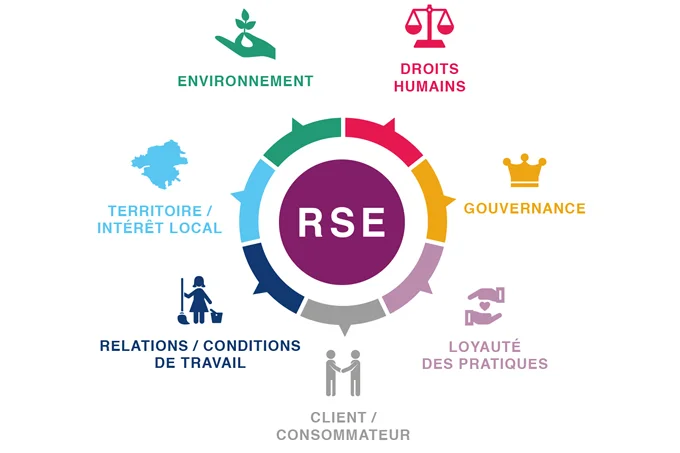 ENVIRONNEMENT
DROITS
HUMAINS
TERRITOIRE /
INTÉRÊT LOCAL
RSE
GOUVERNANCE
RELATIONS / CONDITIONS
DE TRAVAIL
LOYAUTÉ
DES PRATIQUES
CLIENT /
CONSOMMATEUR